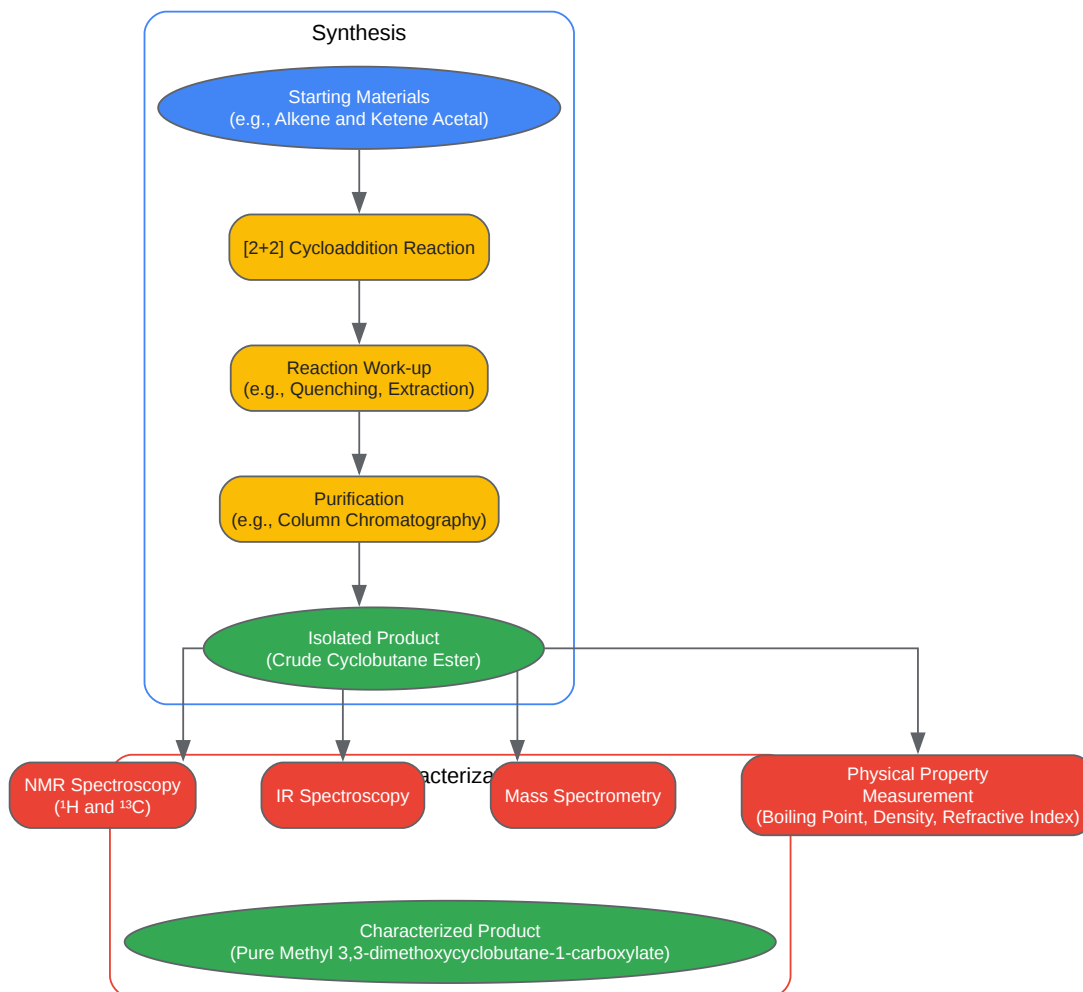 Synthesis
Starting Materials
(e.g., Alkene and Ketene Acetal)
[2+2] Cycloaddition Reaction
Reaction Work-up
(e.g., Quenching, Extraction)
Purification
(e.g., Column Chromatography)
Isolated Product
(Crude Cyclobutane Ester)
NMR Spectroscopy
(¹H and ¹³C)
IR Spectroscopy
Mass Spectrometry
Physical Property
Measurement
(Boiling Point, Density, Refractive Index)
Characterized Product
(Pure Methyl 3,3-dimethoxycyclobutane-1-carboxylate)